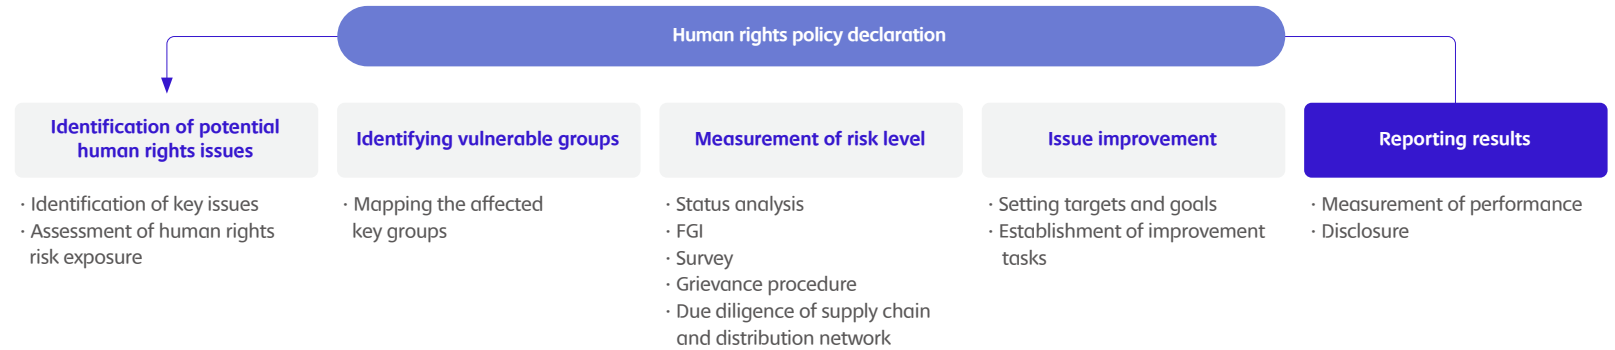 Human rights policy declaration
Identification of potential
human rights issues
· Identification of key issues
· Assessment of human rights
risk exposure
Identifying vulnerable groups
· Mapping the affected
key groups
Measurement of risk level
· Status analysis
· FGI
· Survey
· Grievance procedure
· Due diligence of supply chain
and distribution network
Issue improvement
· Setting targets and goals
· Establishment of improvement
tasks
Reporting results
· Measurement of performance
· Disclosure